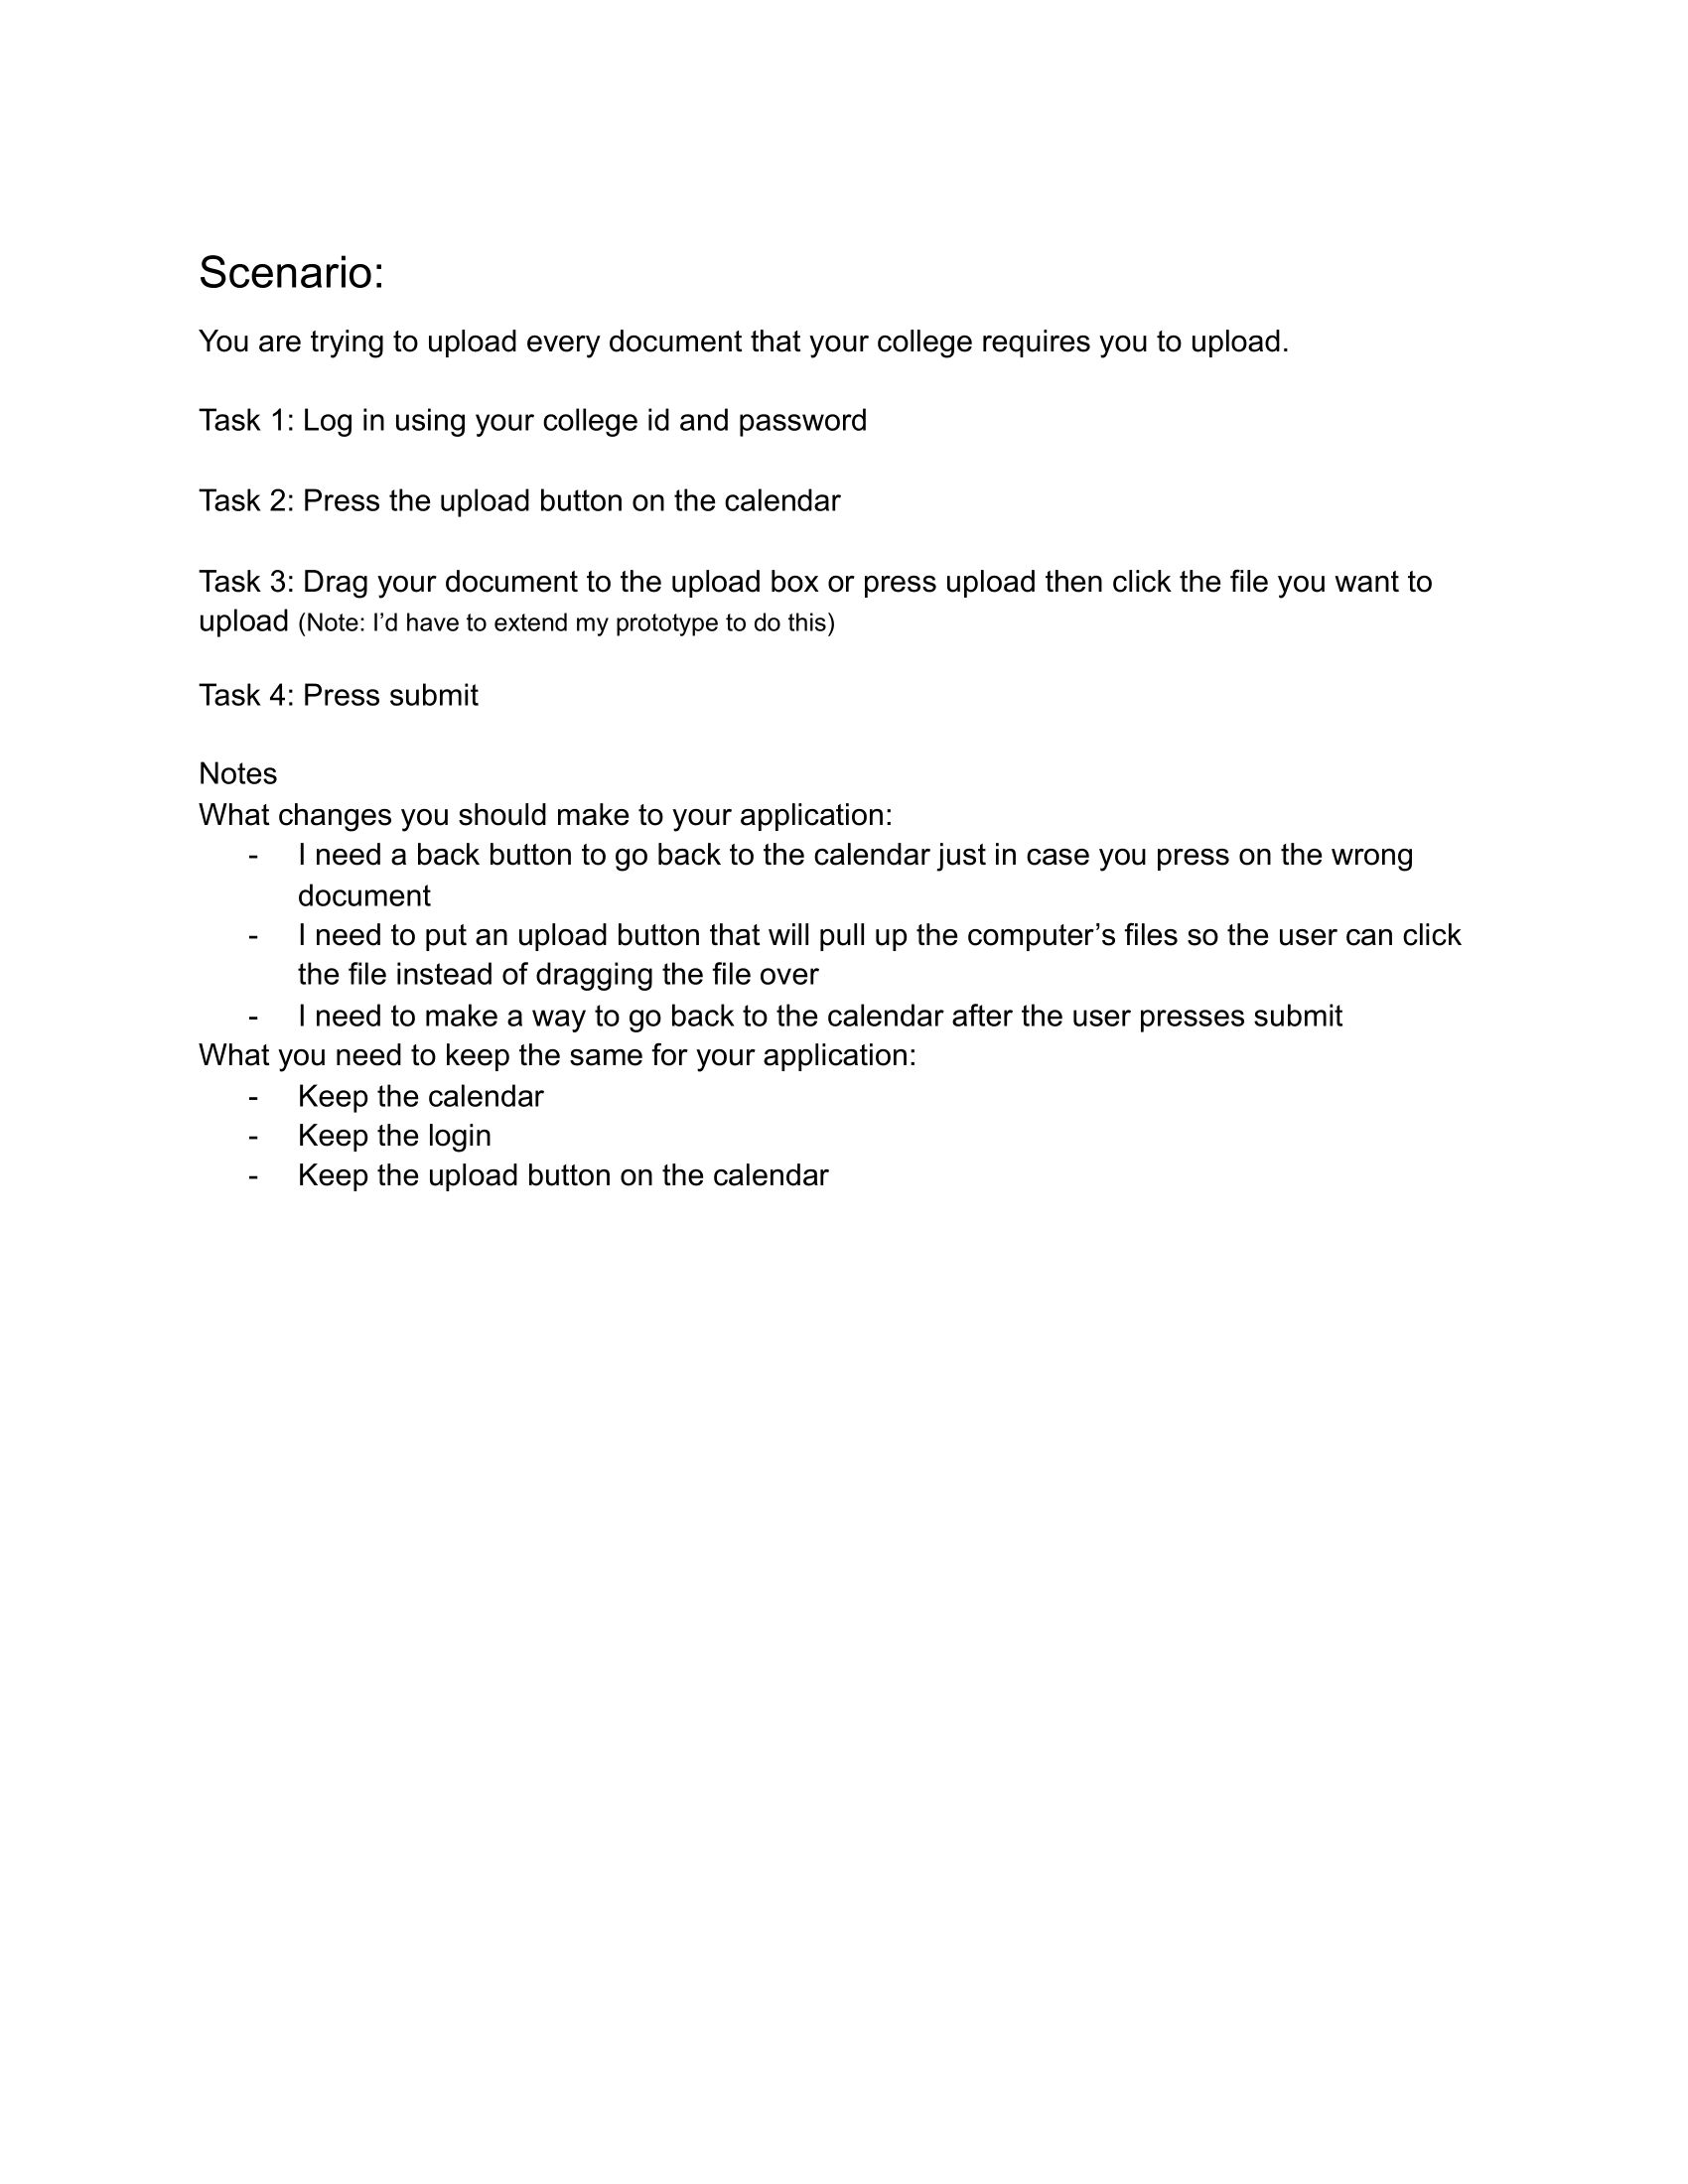 Scenario:
You are trying to upload every document that your college requires you to upload.
Task 1: Log in using your college id and password
Task 2: Press the upload button on the calendar
Task 3: Drag your document to the upload box or press upload then click the file you want to
upload (Note: I’d have to extend my prototype to do this)
Task 4: Press submit
Notes
What changes you should make to your application:
- I need a back button to go back to the calendar just in case you press on the wrong
document
- I need to put an upload button that will pull up the computer’s files so the user can click
the file instead of dragging the file over
- I need to make a way to go back to the calendar after the user presses submit
What you need to keep the same for your application:
- Keep the calendar
- Keep the login
- Keep the upload button on the calendar